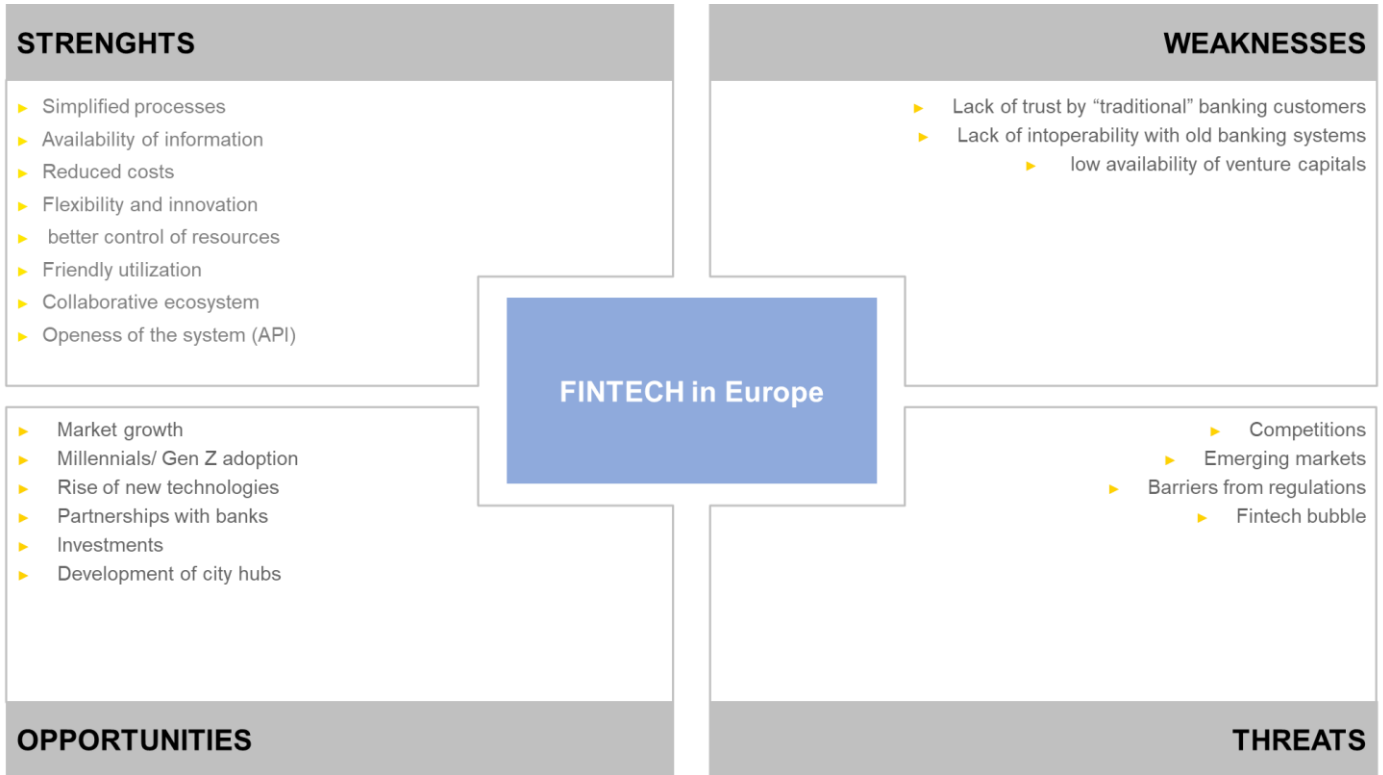 STRENGHTS
Simplified processes
Availability of information
Reduced costs
Flexibility and innovation
better control of resources
Friendly utilization
Collaborative ecosystem
Openess of the system (API)
WEAKNESSES
Lack of trust by “traditional” banking customers
Lack of intoperability with old banking systems
low availability of venture capitals
FINTECH in Europe
Market growth
Millennials/ Gen Z adoption
Rise of new technologies
Partnerships with banks
Investments
Development of city hubs
OPPORTUNITIES
Competitions
Emerging markets
Barriers from regulations
Fintech bubble
THREATS